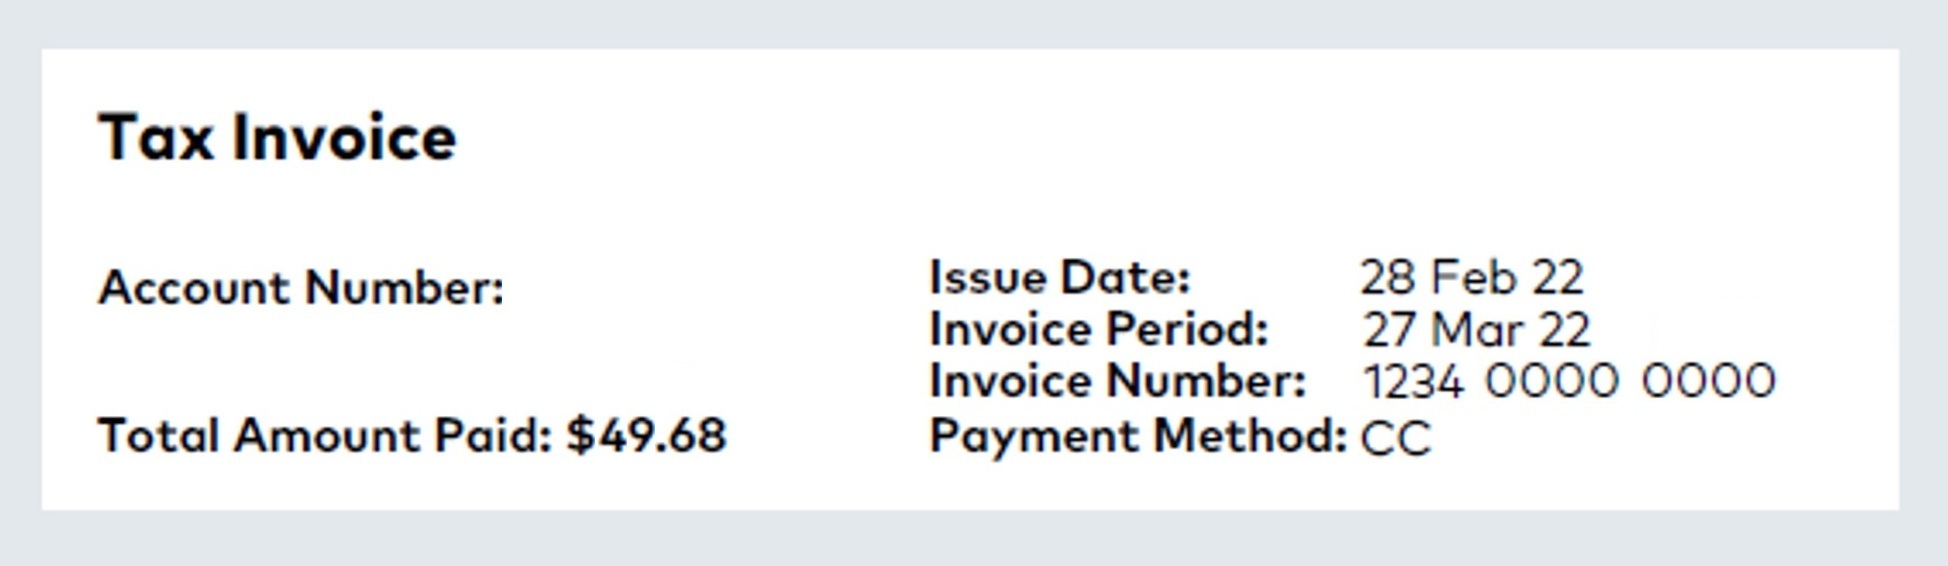 Tax Invoice
Account Number:
Total Amount Paid: $49.68
Issue Date: 28 Feb 22
Invoice Period: 27 Mar 22
Invoice Number: 1234 0000 0000
Payment Method: CC